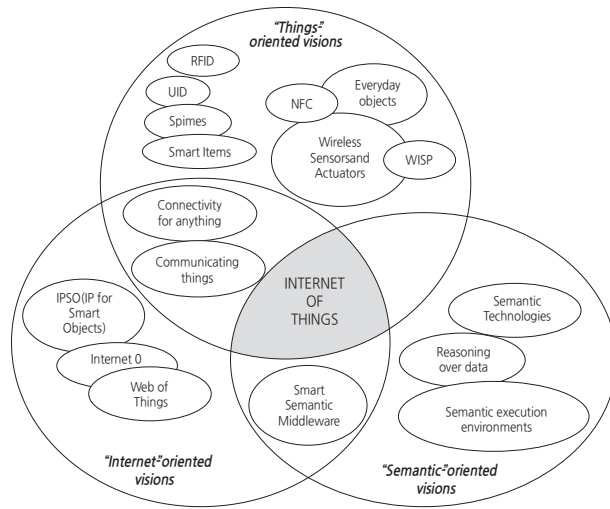 “Things-”
oriented visions
RFID
UID
Spimes
Smart Items
NFC
Everyday
objects
Wireless
Sensorsand
Actuators
WISP
Connectivity
for anything
Communicating
things
INTERNET
OF
THINGS
IPSO(IP for
Smart
Objects)
Internet 0
Web of
Things
Semantic
Technologies
Reasoning
over data
Semantic execution
environments
Smart
Semantic
Middleware
“Internet-”oriented
visions
“Semantic-”oriented
visions